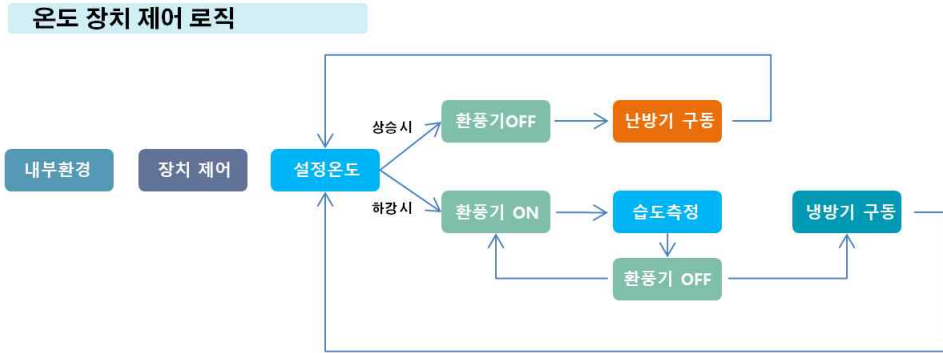 온도 장치 제어 로직
상승시
환풍기OFF
난방기 구동
내부환경
장치 제어
설정온도
하강시
환풍기 ON
습도측정
냉방기 구동
환풍기 OFF